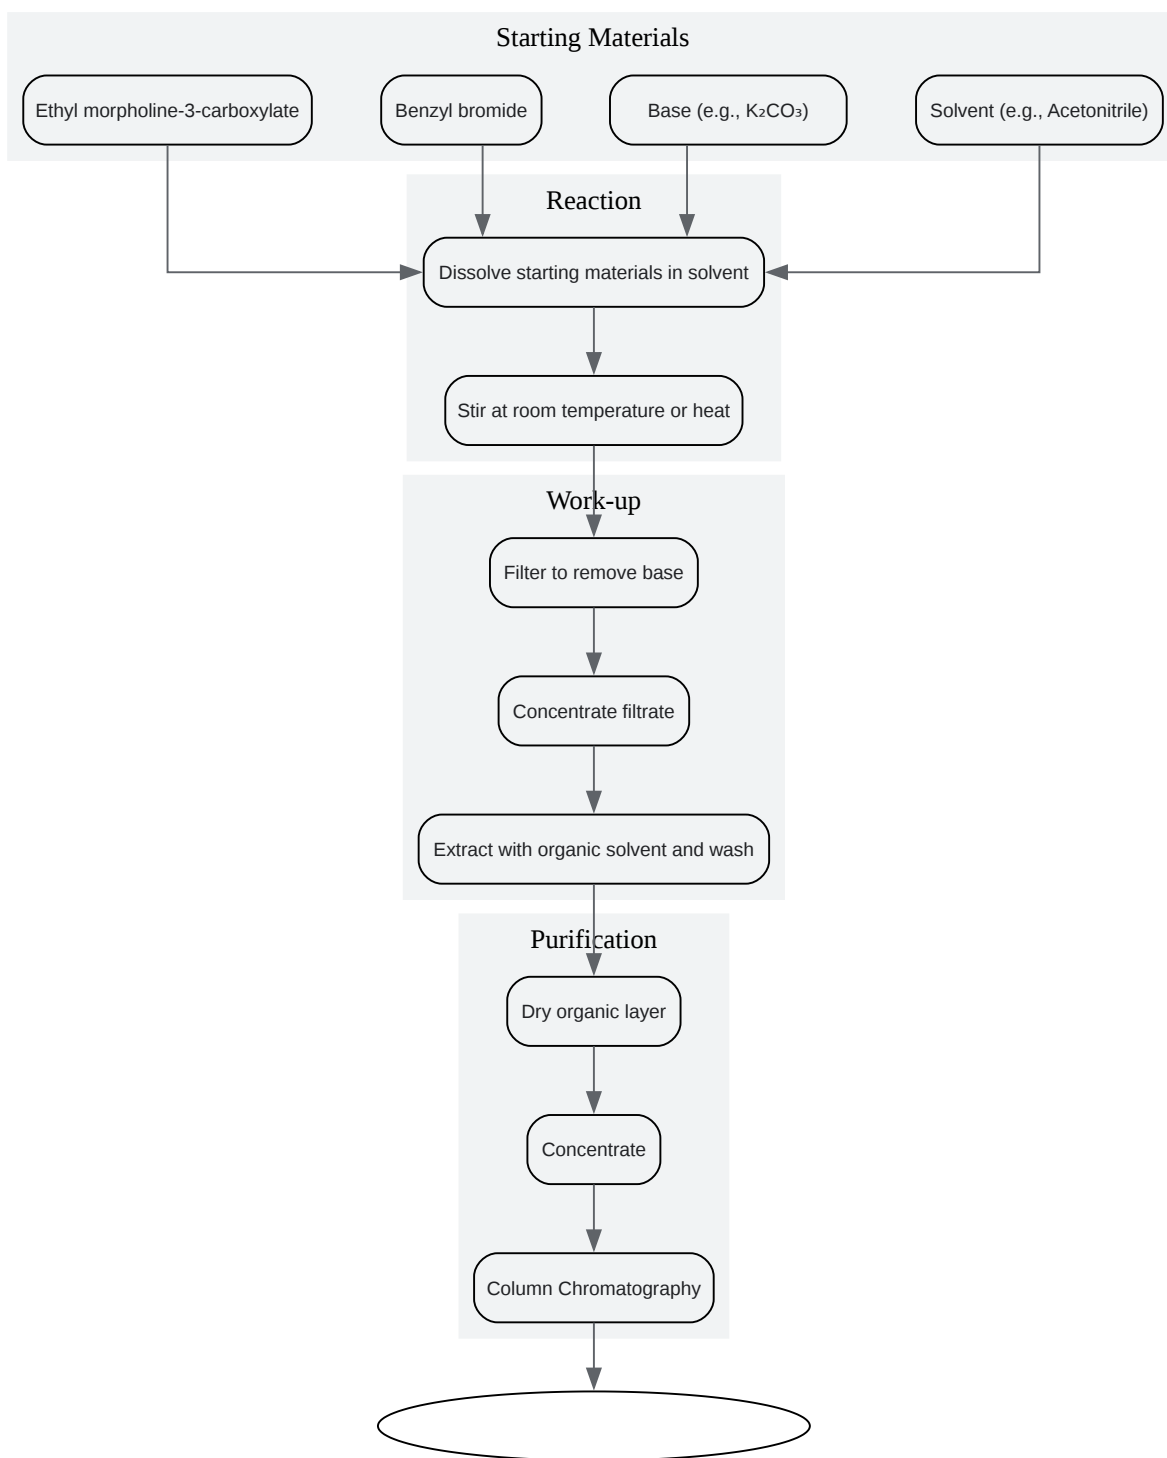 Starting Materials
Ethyl morpholine-3-carboxylate
Benzyl bromide
Base (e.g., K₂CO₃)
Solvent (e.g., Acetonitrile)
Reaction
Dissolve starting materials in solvent
Stir at room temperature or heat
Work-up
Filter to remove base
Concentrate filtrate
Extract with organic solvent and wash
Purification
Dry organic layer
Concentrate
Column Chromatography